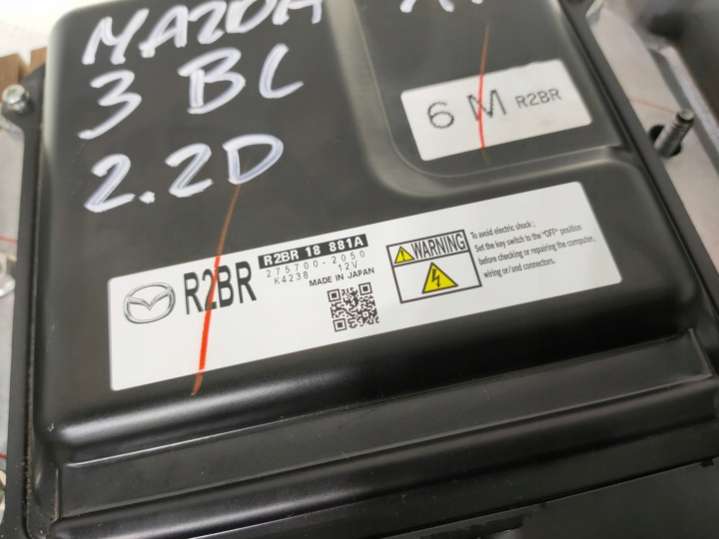 MAZDA
3 BL
2.2D
6 M R2BR
R2BR
R2BR 18 881A
275700-2050
K4238 12V
MADE IN JAPAN
WARNING
To avoid electric shock ;
Set the key switch to the "OFF" position
before checking or repairing the computer,
wiring or/und connectors.